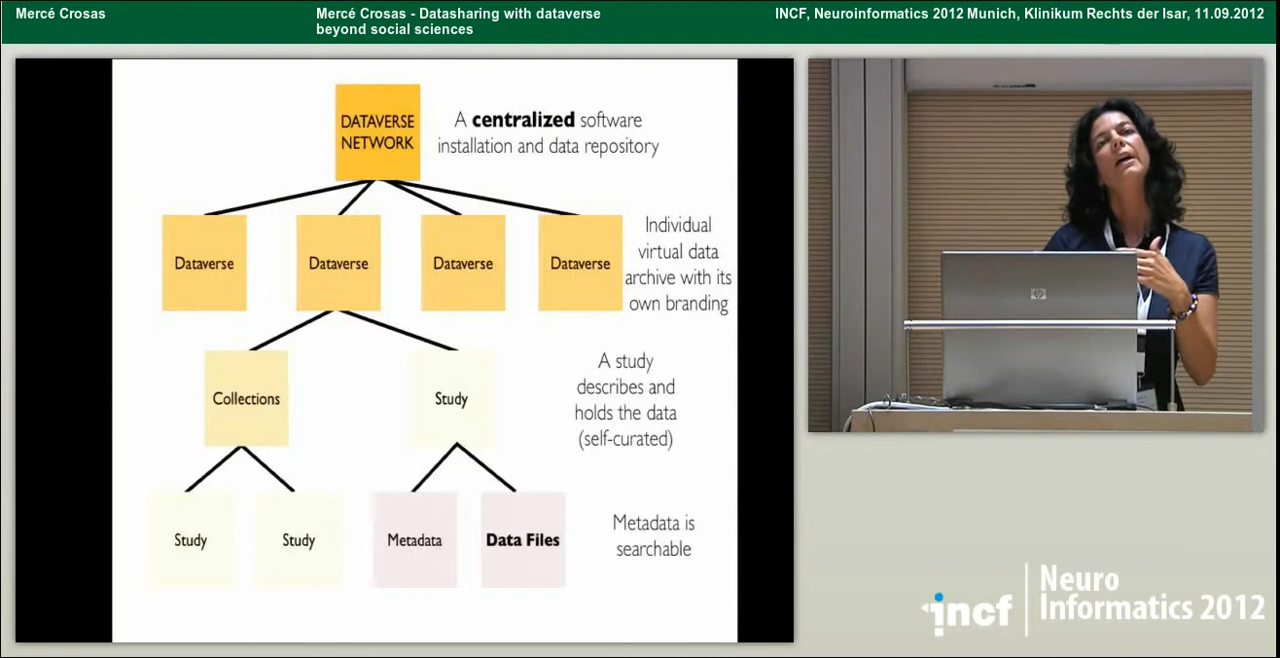 Mercé Crosas
Mercé Crosas - Datasharing with dataverse
beyond social sciences
INCF, Neuroinformatics 2012 Munich, Klinikum Rechts der Isar, 11.09.2012
DATAVERSE
NETWORK
A centralized software
installation and data repository
Dataverse
Dataverse
Dataverse
Dataverse
Individual
virtual data
archive with its
own branding
Collections
Study
A study
describes and
holds the data
(self-curated)
Study
Study
Metadata
Data Files
Metadata is
searchable
hp
incf
Neuro
Informatics 2012